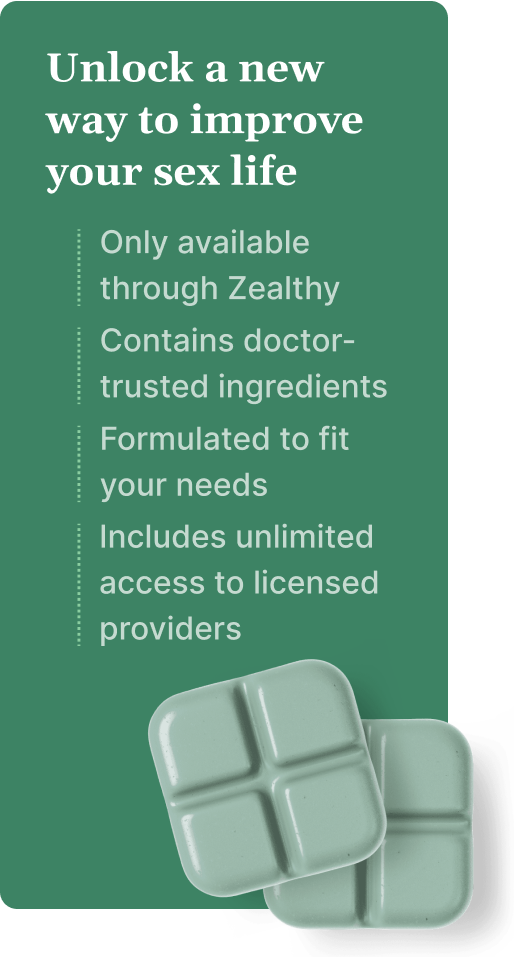 Unlock a new
way to improve
your sex life
Only available
through Zealthy
Contains doctor-
trusted ingredients
Formulated to fit
your needs
Includes unlimited
access to licensed
providers